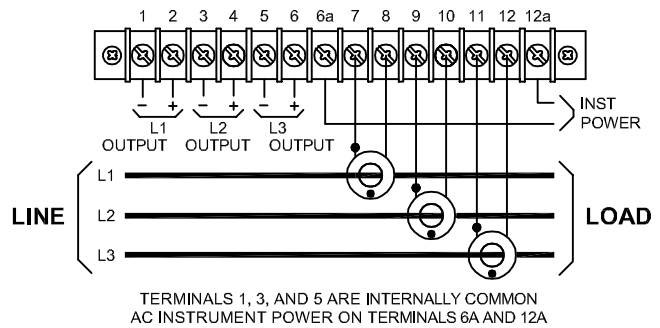 1 2 3 4 5 6 6a 7 8 9 10 11 12 12a
− + − + − +
INST
POWER
L1 L2 L3
OUTPUT OUTPUT OUTPUT
L1
LINE L2 LOAD
L3
TERMINALS 1, 3, AND 5 ARE INTERNALLY COMMON
AC INSTRUMENT POWER ON TERMINALS 6A AND 12A